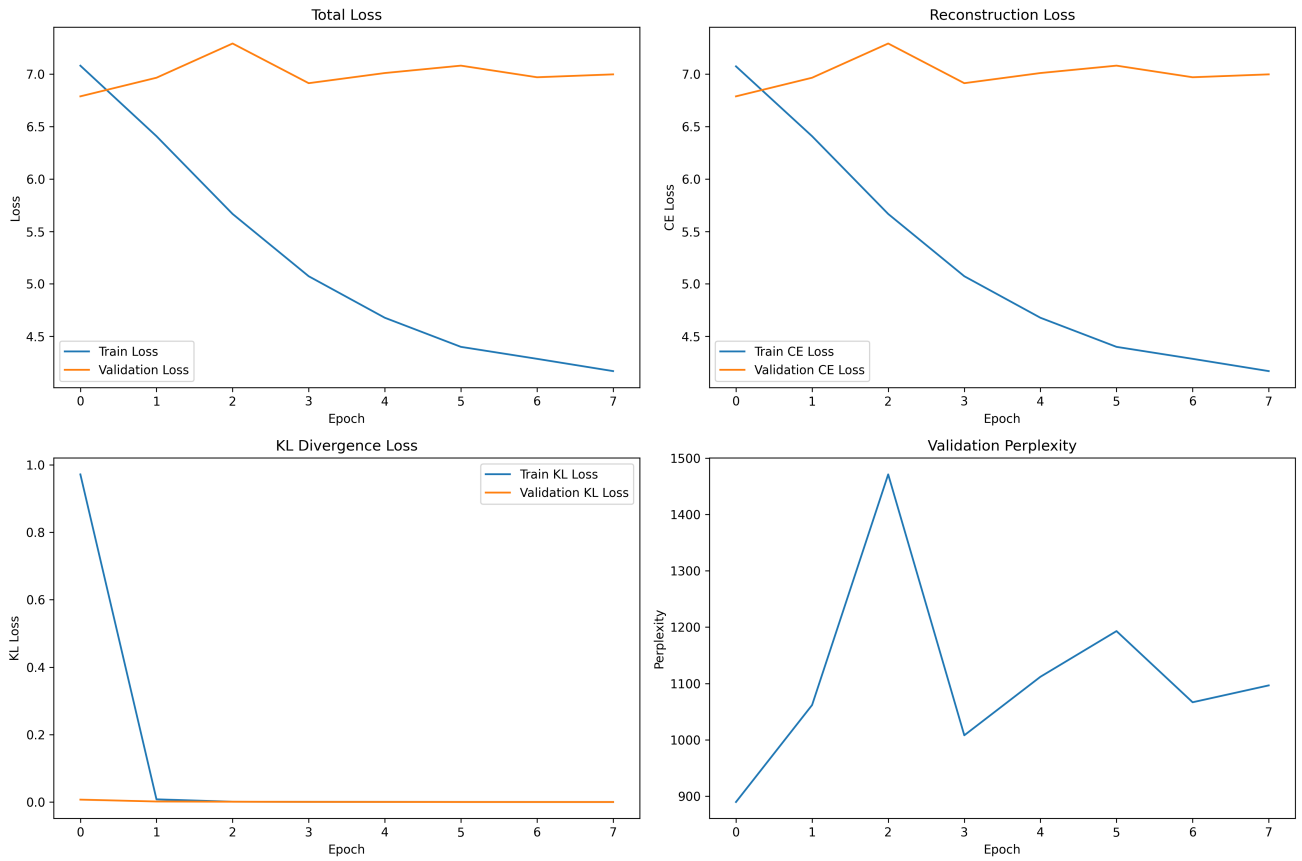 Total Loss
Loss
7.0
6.5
6.0
5.5
5.0
4.5
Train Loss
Validation Loss
0 1 2 3 4 5 6 7
Epoch
Reconstruction Loss
CE Loss
7.0
6.5
6.0
5.5
5.0
4.5
Train CE Loss
Validation CE Loss
0 1 2 3 4 5 6 7
Epoch
KL Divergence Loss
KL Loss
1.0
0.8
0.6
0.4
0.2
0.0
Train KL Loss
Validation KL Loss
0 1 2 3 4 5 6 7
Epoch
Validation Perplexity
Perplexity
1500
1400
1300
1200
1100
1000
900
0 1 2 3 4 5 6 7
Epoch